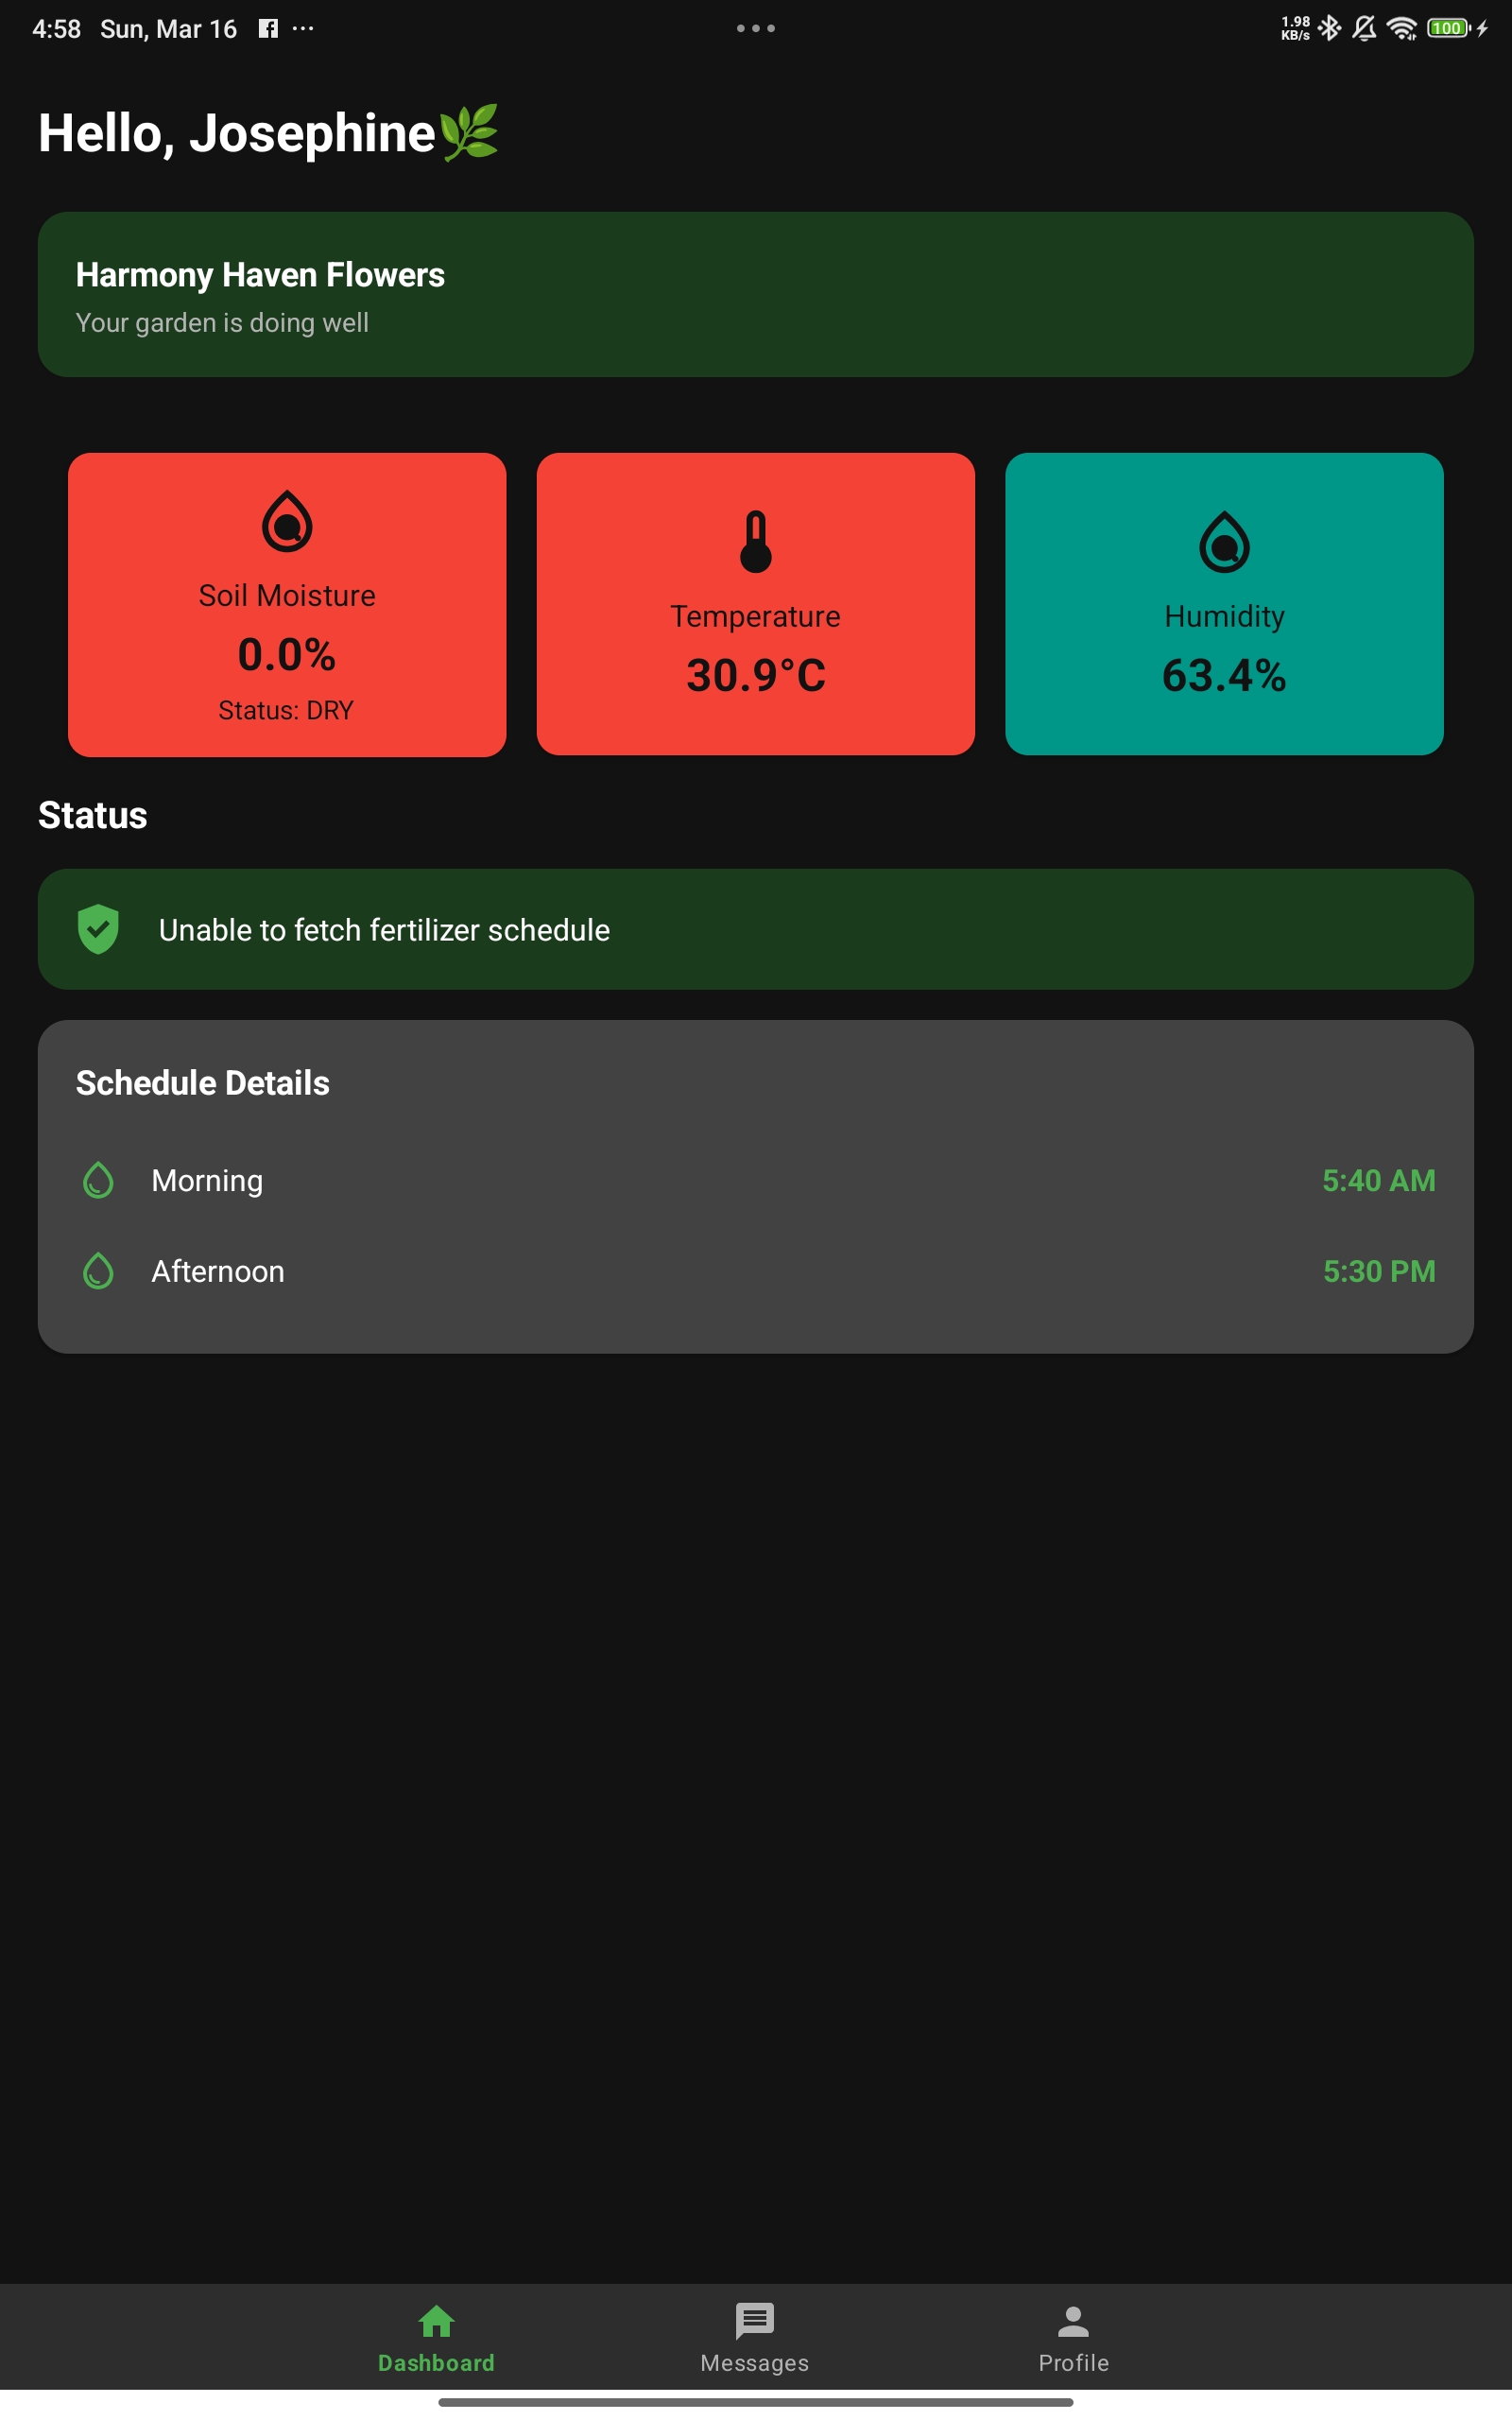 4:58 Sun, Mar 16
1.98
KB/s
100
Hello, Josephine🌿
Harmony Haven Flowers
Your garden is doing well
Soil Moisture
0.0%
Status: DRY
Temperature
30.9°C
Humidity
63.4%
Status
Unable to fetch fertilizer schedule
Schedule Details
Morning 5:40 AM
Afternoon 5:30 PM
Dashboard Messages Profile